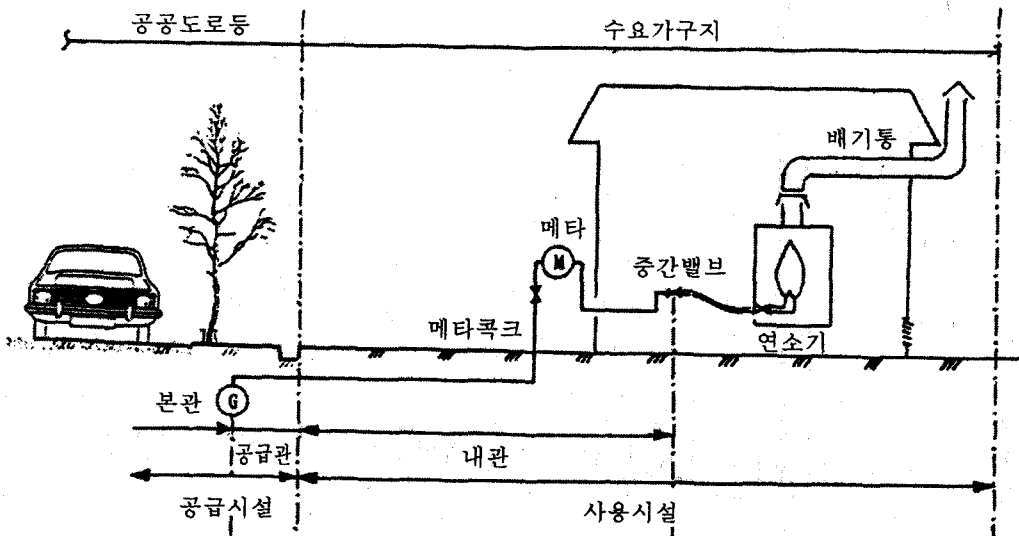 공공도로등
수요가구지
배기통
메타
중간밸브
메타콕크
연소기
본관
G
M
공급관
내관
공급시설
사용시설